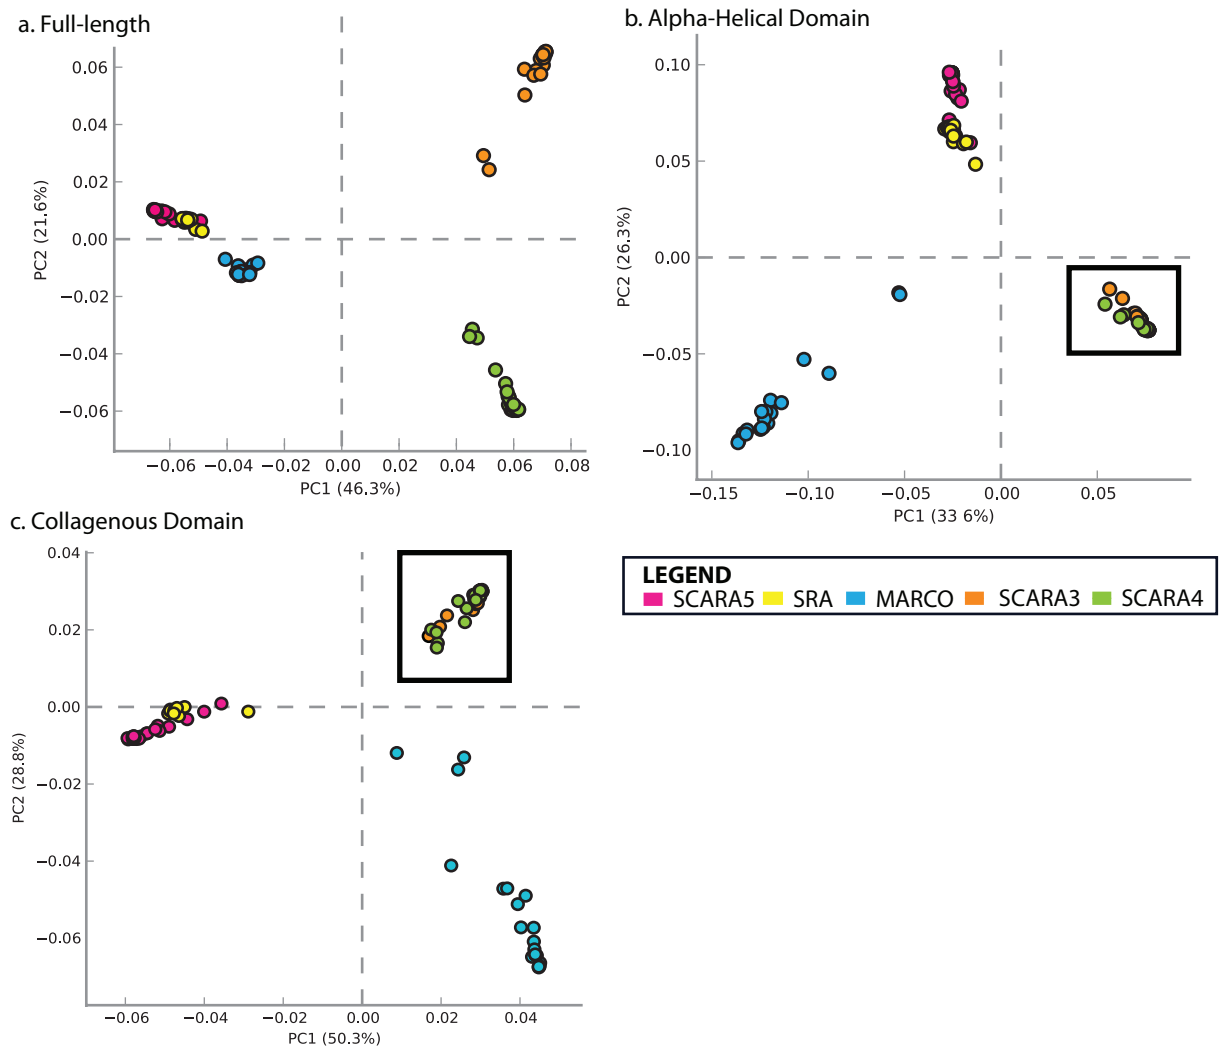 a. Full-length
0.06
0.04
0.02
0.00
−0.02
−0.04
−0.06
PC2 (21.6%)
−0.06 −0.04 −0.02 0.00 0.02 0.04 0.06 0.08
PC1 (46.3%)
b. Alpha-Helical Domain
0.10
0.05
0.00
−0.05
−0.10
PC2 (26.3%)
−0.15 −0.10 −0.05 0.00 0.05
PC1 (33 6%)
c. Collagenous Domain
0.04
0.02
0.00
−0.02
−0.04
−0.06
PC2 (28.8%)
−0.06 −0.04 −0.02 0.00 0.02 0.04
PC1 (50.3%)
LEGEND
SCARA5 SRA MARCO SCARA3 SCARA4